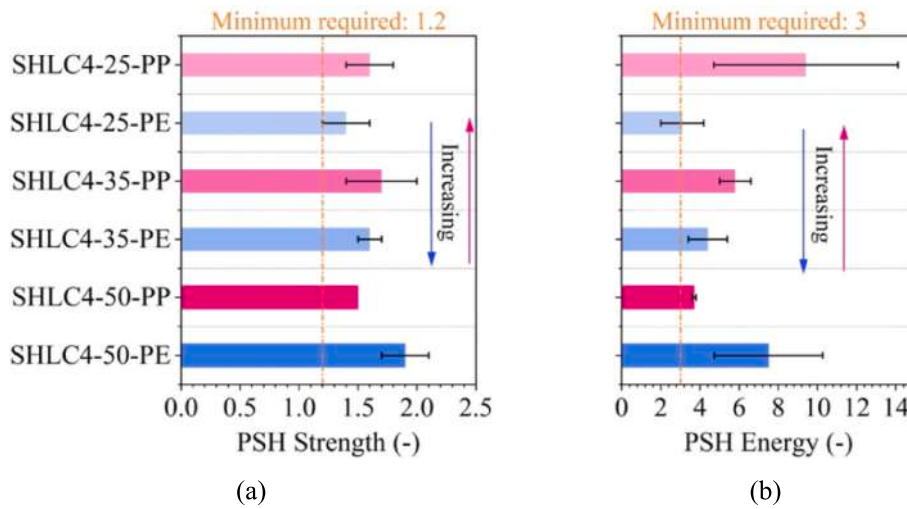 Minimum required: 1.2
Minimum required: 3
SHLC4-25-PP
SHLC4-25-PE
SHLC4-35-PP
SHLC4-35-PE
SHLC4-50-PP
SHLC4-50-PE
Increasing
Increasing
0.0 0.5 1.0 1.5 2.0 2.5
0 2 4 6 8 10 12 14
PSH Strength (-)
PSH Energy (-)
(a)
(b)